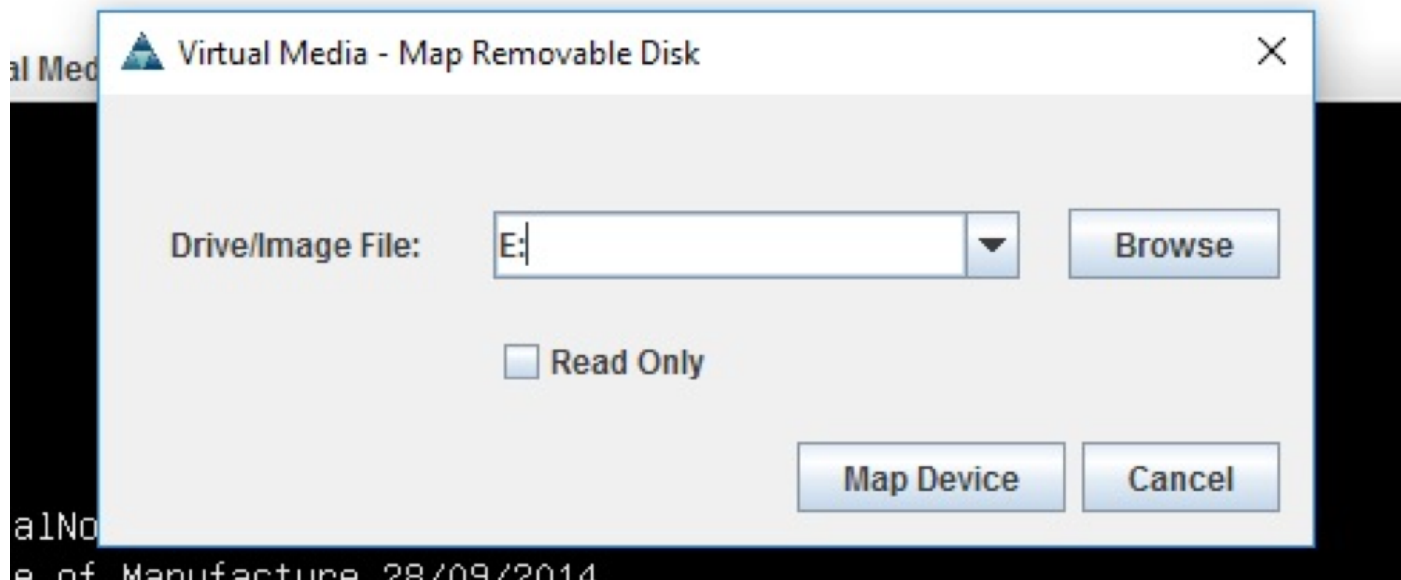 Virtual Media - Map Removable Disk
al Med
Drive/Image File:
E:
Browse
Read Only
Map Device
Cancel
alNo
e of Manufacture 28/09/2014